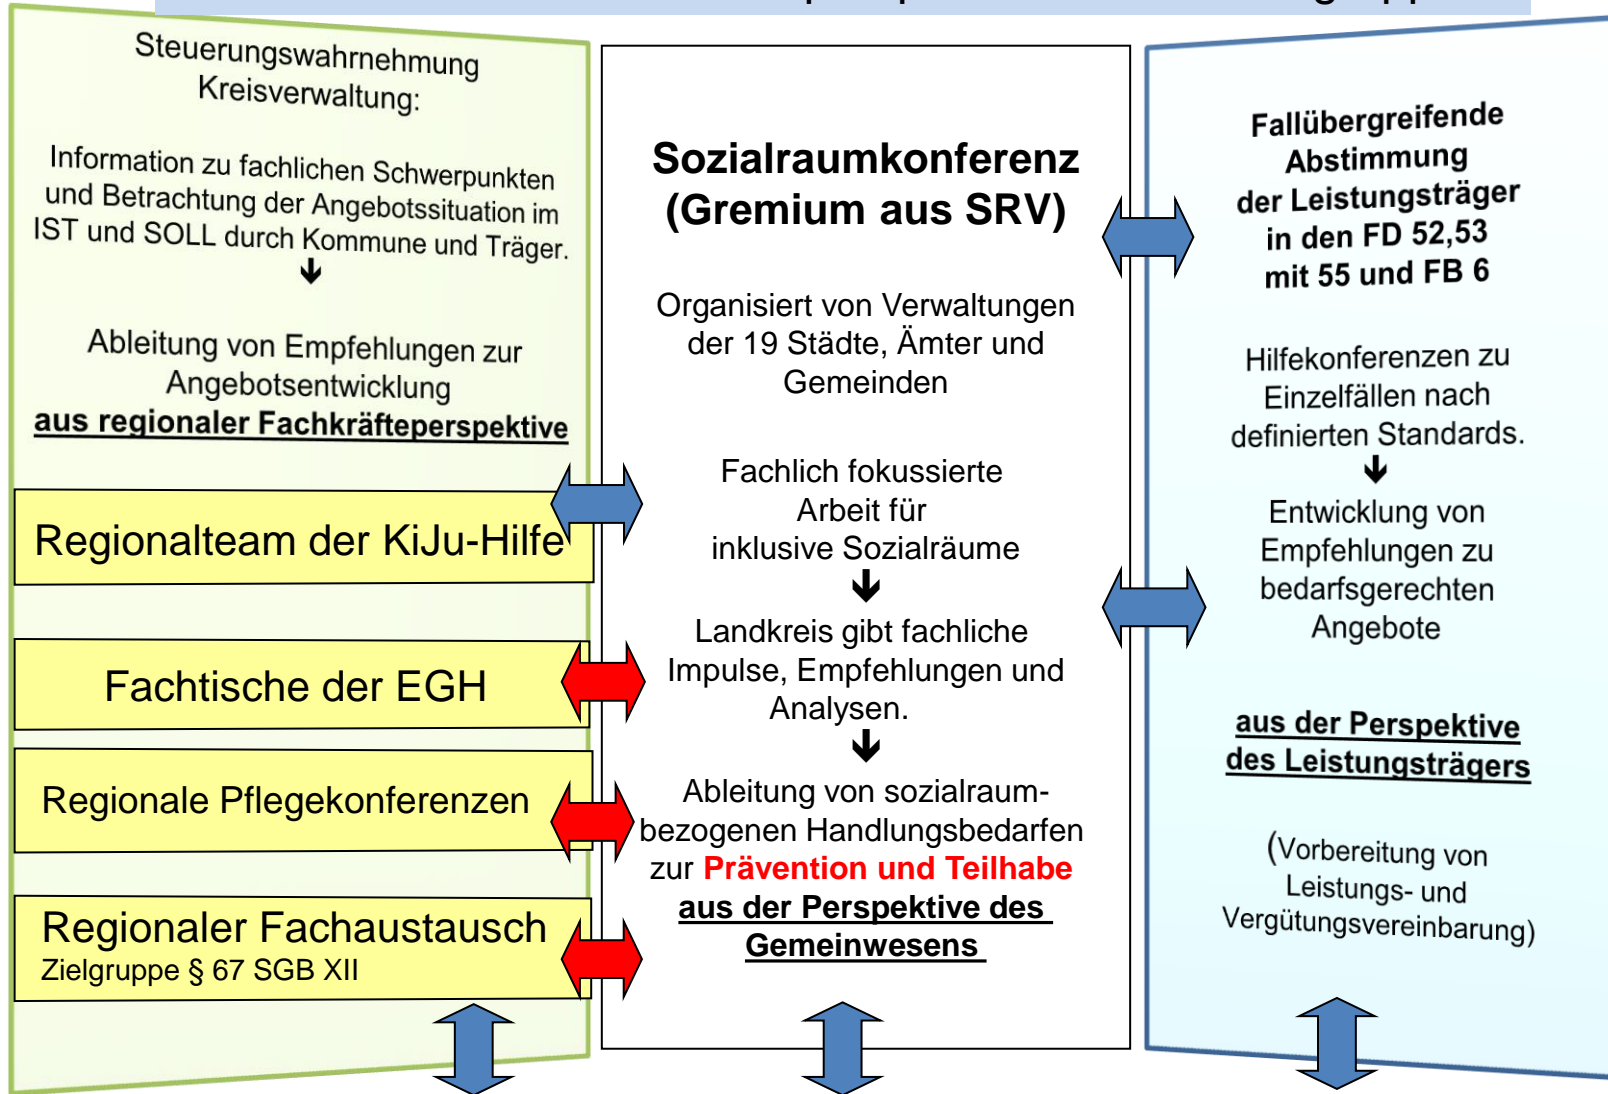 Steuerungswahrnehmung
Kreisverwaltung:
Information zu fachlichen Schwerpunkten
und Betrachtung der Angebotssituation im
IST und SOLL durch Kommune und Träger.
Ableitung von Empfehlungen zur
Angebotsentwicklung
aus regionaler Fachkräfteperspektive
Regionalteam der KiJu-Hilfe
Fachtische der EGH
Regionale Pflegekonferenzen
Regionaler Fachaustausch
Zielgruppe § 67 SGB XII
Sozialraumkonferenz
(Gremium aus SRV)
Organisiert von Verwaltungen
der 19 Städte, Ämter und
Gemeinden
Fachlich fokussierte
Arbeit für
inklusive Sozialräume
Landkreis gibt fachliche
Impulse, Empfehlungen und
Analysen.
Ableitung von sozialraum-
bezogenen Handlungsbedarfen
zur Prävention und Teilhabe
aus der Perspektive des
Gemeinwesens
Fallübergreifende
Abstimmung
der Leistungsträger
in den FD 52,53
mit 55 und FB 6
Hilfekonferenzen zu
Einzelfällen nach
definierten Standards.
Entwicklung von
Empfehlungen zu
bedarfsgerechten
Angebote
aus der Perspektive
des Leistungsträgers
(Vorbereitung von
Leistungs- und
Vergütungsvereinbarung)